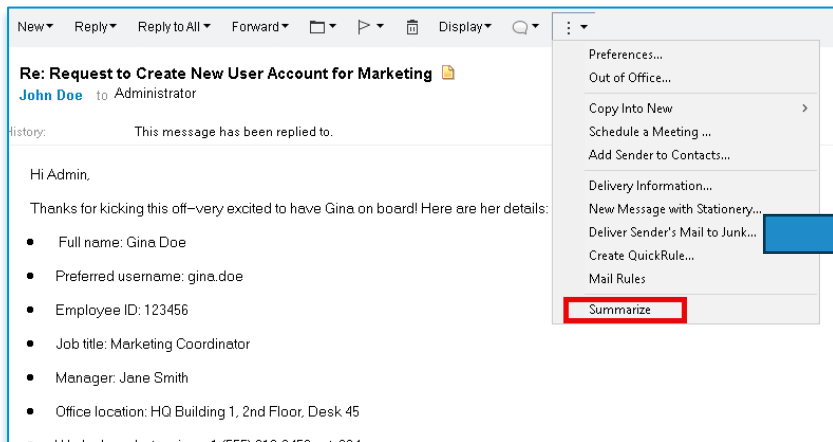 New Reply Reply to All Forward Display
Re: Request to Create New User Account for Marketing
John Doe to Administrator
History: This message has been replied to.
Hi Admin,
Thanks for kicking this off–very excited to have Gina on board! Here are her details:
• Full name: Gina Doe
• Preferred username: gina.doe
• Employee ID: 123456
• Job title: Marketing Coordinator
• Manager: Jane Smith
• Office location: HQ Building 1, 2nd Floor, Desk 45
Preferences...
Out of Office...
Copy Into New
Schedule a Meeting ...
Add Sender to Contacts...
Delivery Information...
New Message with Stationery...
Deliver Sender's Mail to Junk...
Create QuickRule...
Mail Rules
Summarize